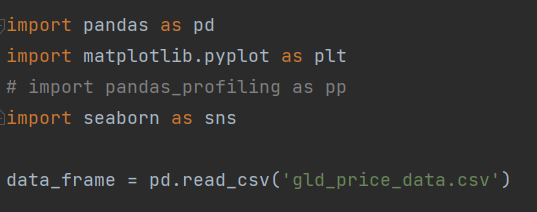 import pandas as pd
import matplotlib.pyplot as plt
# import pandas_profiling as pp
import seaborn as sns
data_frame = pd.read_csv('gld_price_data.csv')